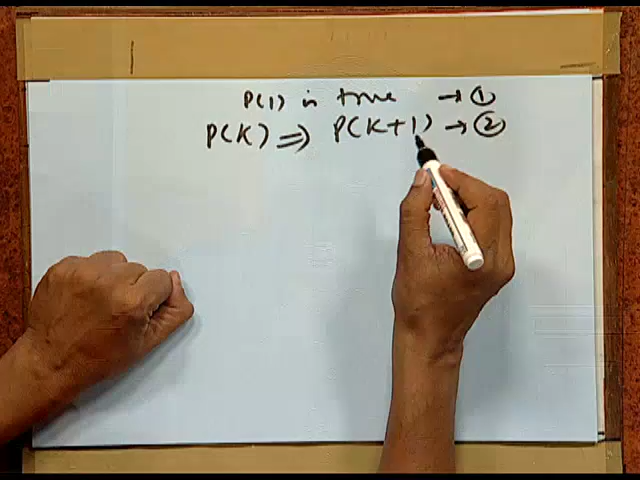 P(1) is true → ①
P(K) ⇒ P(K+1) → ②